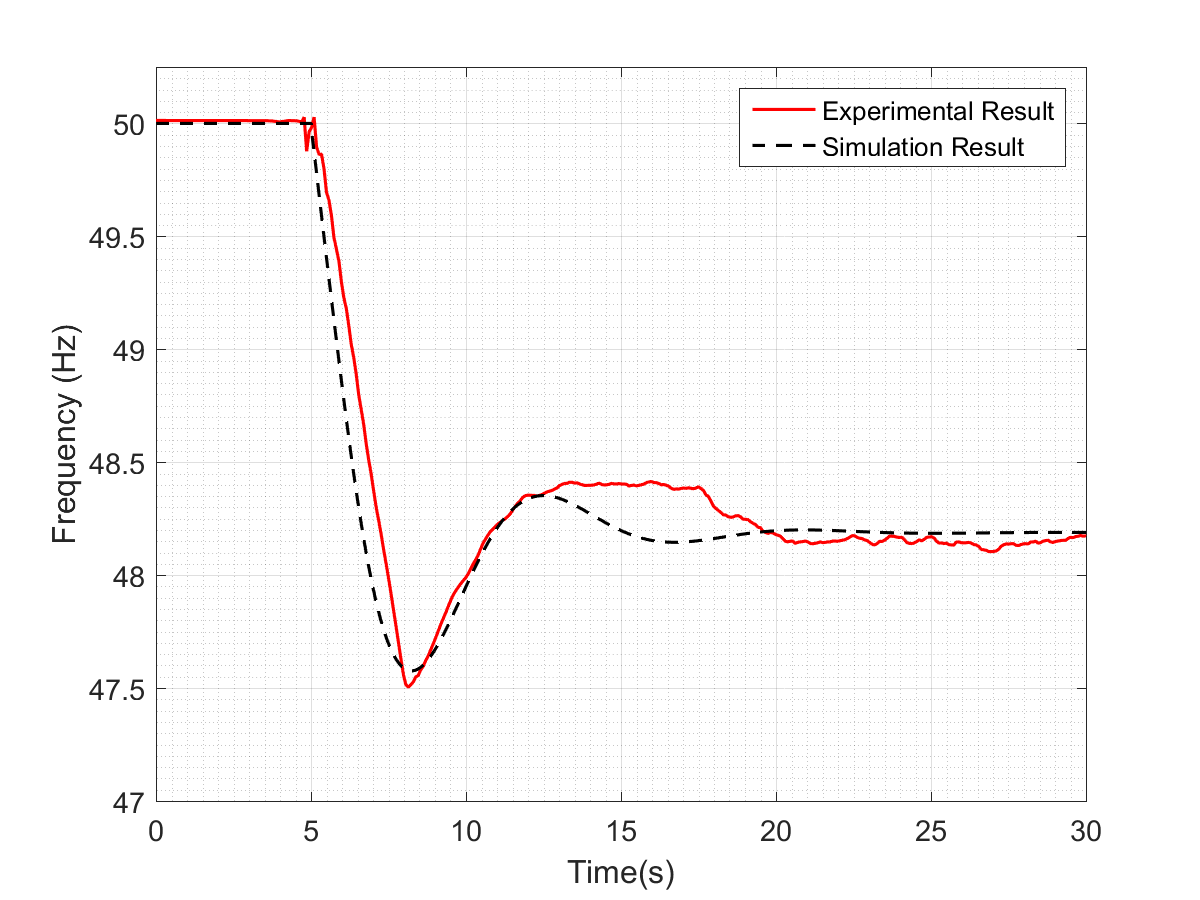 Experimental Result
Simulation Result
50
49.5
49
48.5
48
47.5
47
Frequency (Hz)
0 5 10 15 20 25 30
Time(s)